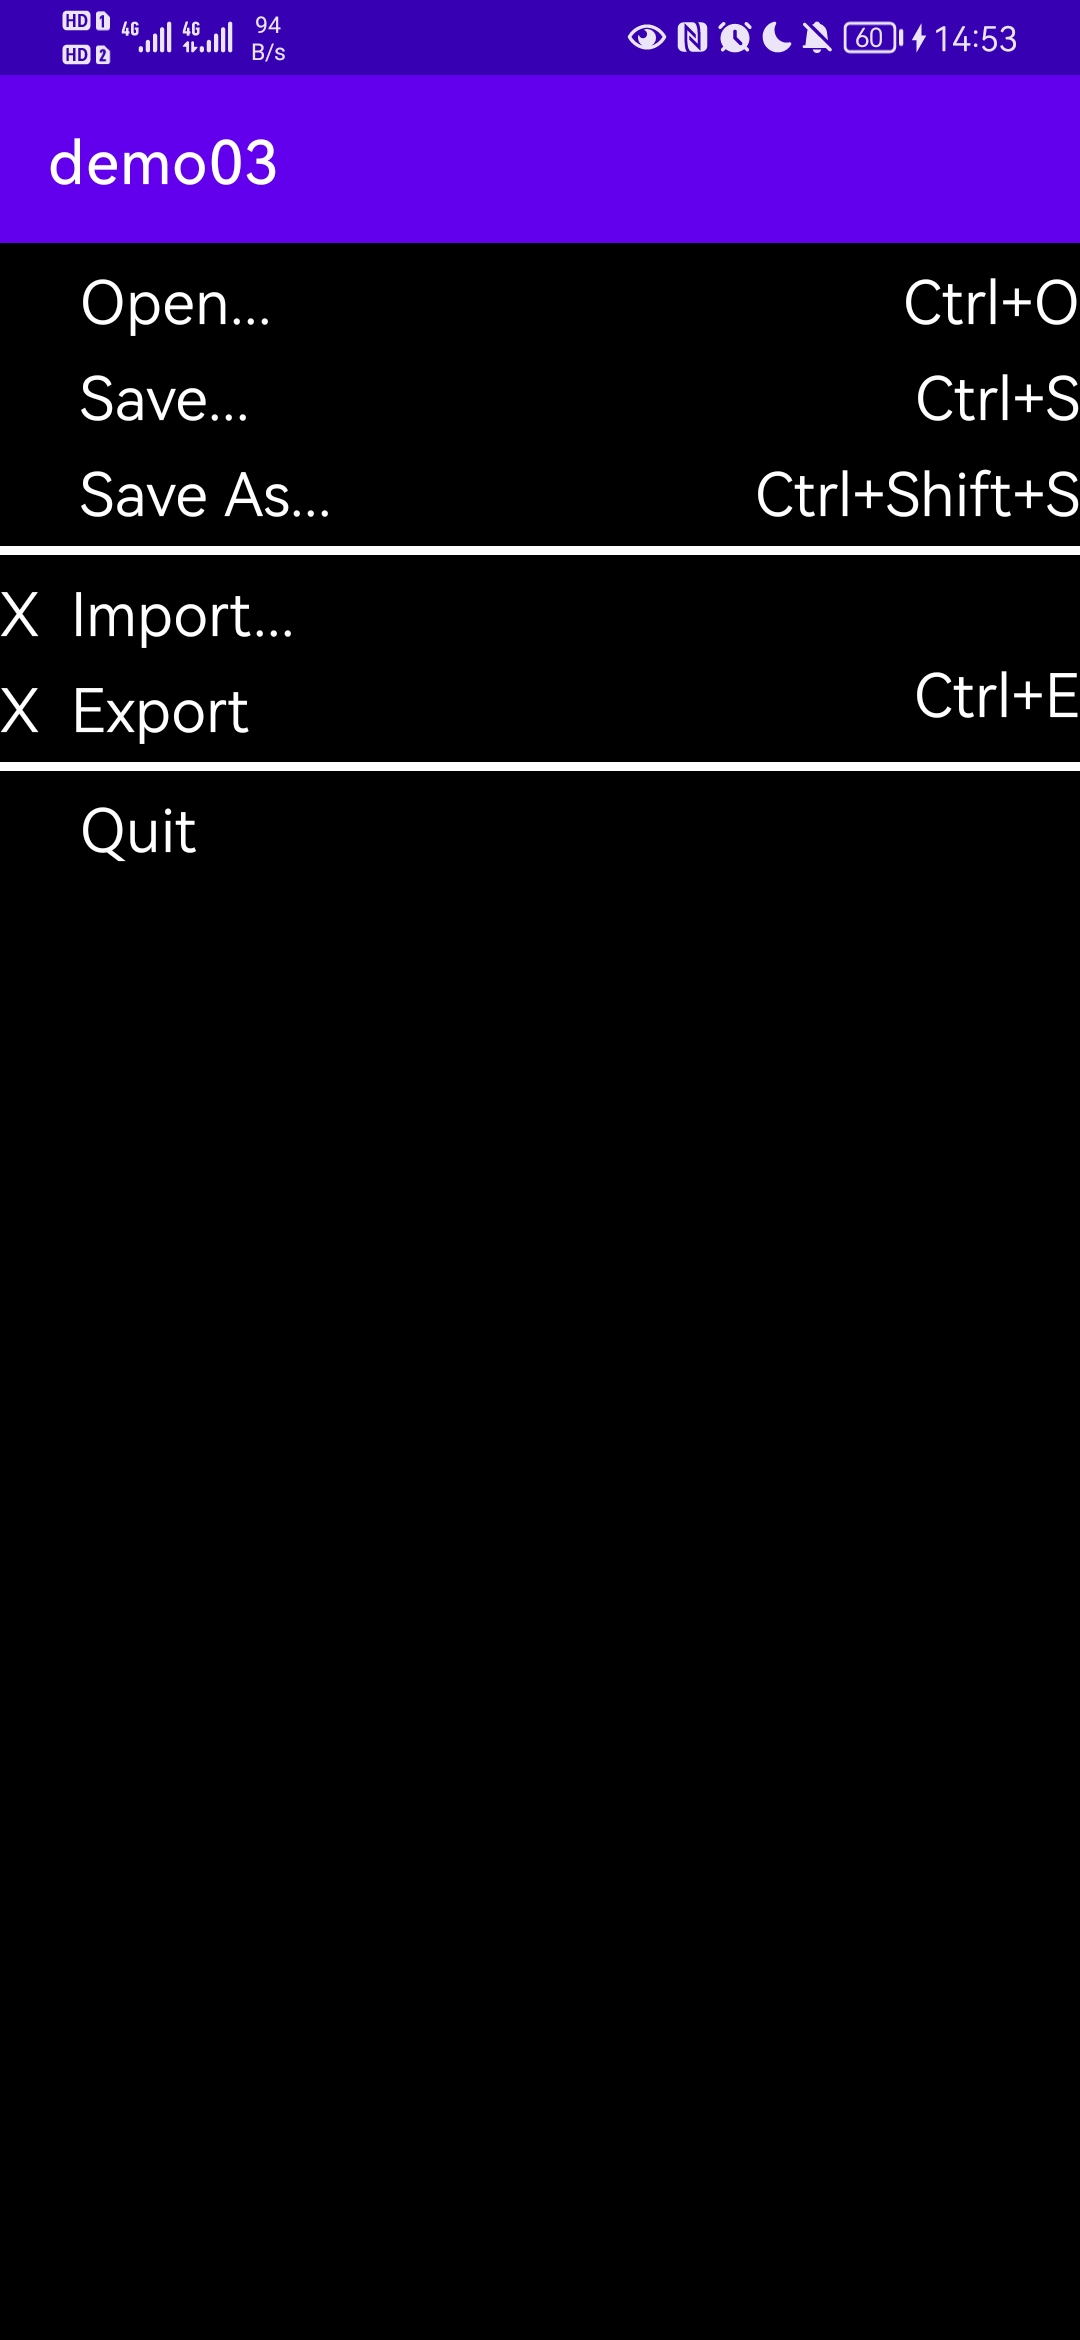 HD 1 4G 4G 94 60 14:53
HD 2 B/s
demo03
Open... Ctrl+O
Save... Ctrl+S
Save As... Ctrl+Shift+S
X Import...
X Export Ctrl+E
Quit